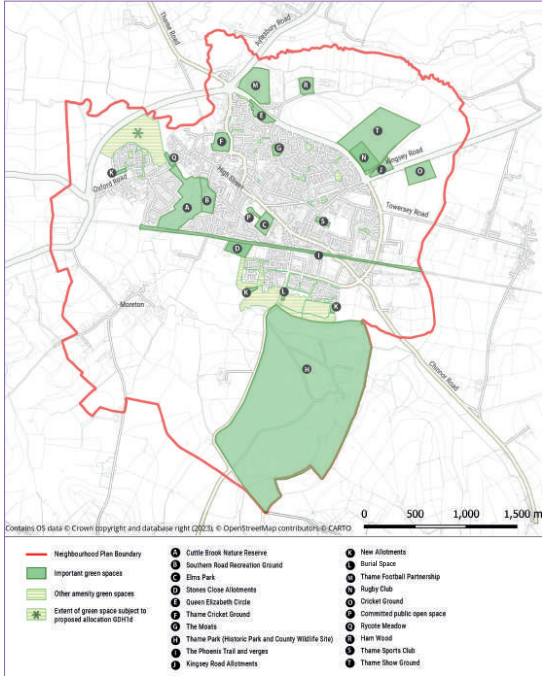 Thame Road
Aylesbury Road
M
R
E
T
F
G
N
Kingsey Road
J
O
Q
K
Oxford Road
High Street
A
B
P
C
S
Towersey Road
D
I
K
L
K
Moreton
H
Chinnor Road
Contains OS data © Crown copyright and database right (2023), © OpenStreetMap contributors © CARTO
0 500 1,000 1,500 m
Neighbourhood Plan Boundary
Important green spaces
Other amenity green spaces
Extent of green space subject to
proposed allocation GDH1d
A Cuttle Brook Nature Reserve
B Southern Road Recreation Ground
C Elms Park
D Stones Close Allotments
E Queen Elizabeth Circle
F Thame Cricket Ground
G The Moats
H Thame Park (Historic Park and County Wildlife Site)
I The Phoenix Trail and verges
J Kingsey Road Allotments
K New Allotments
L Burial Space
M Thame Football Partnership
N Rugby Club
O Cricket Ground
P Committed public open space
Q Rycote Meadow
R Ham Wood
S Thame Sports Club
T Thame Show Ground